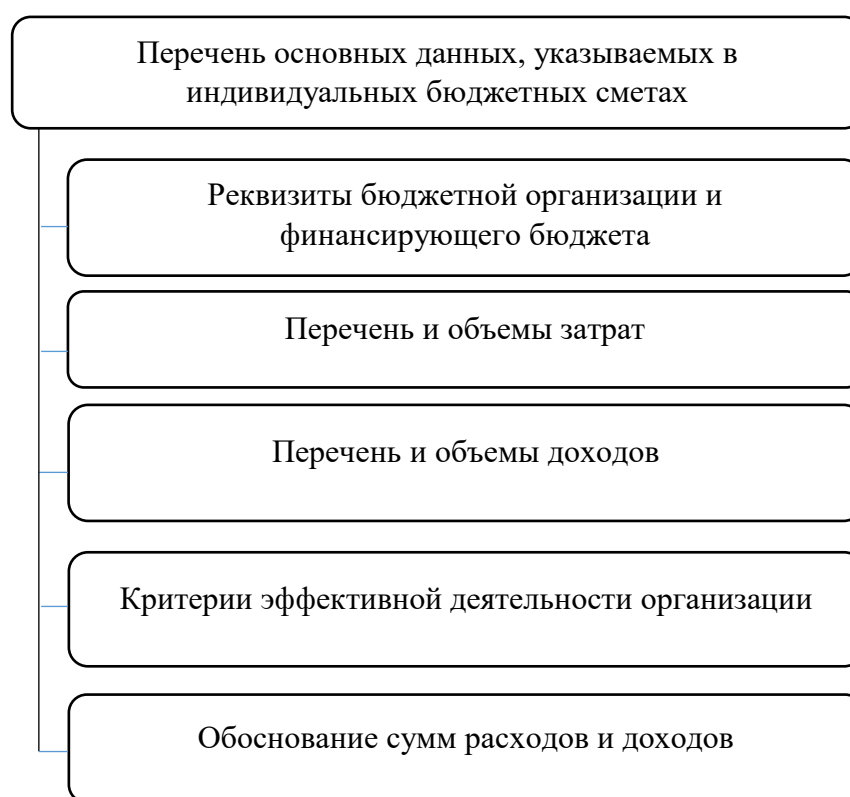 Перечень основных данных, указываемых в
индивидуальных бюджетных сметах
Реквизиты бюджетной организации и
финансирующего бюджета
Перечень и объемы затрат
Перечень и объемы доходов
Критерии эффективной деятельности организации
Обоснование сумм расходов и доходов